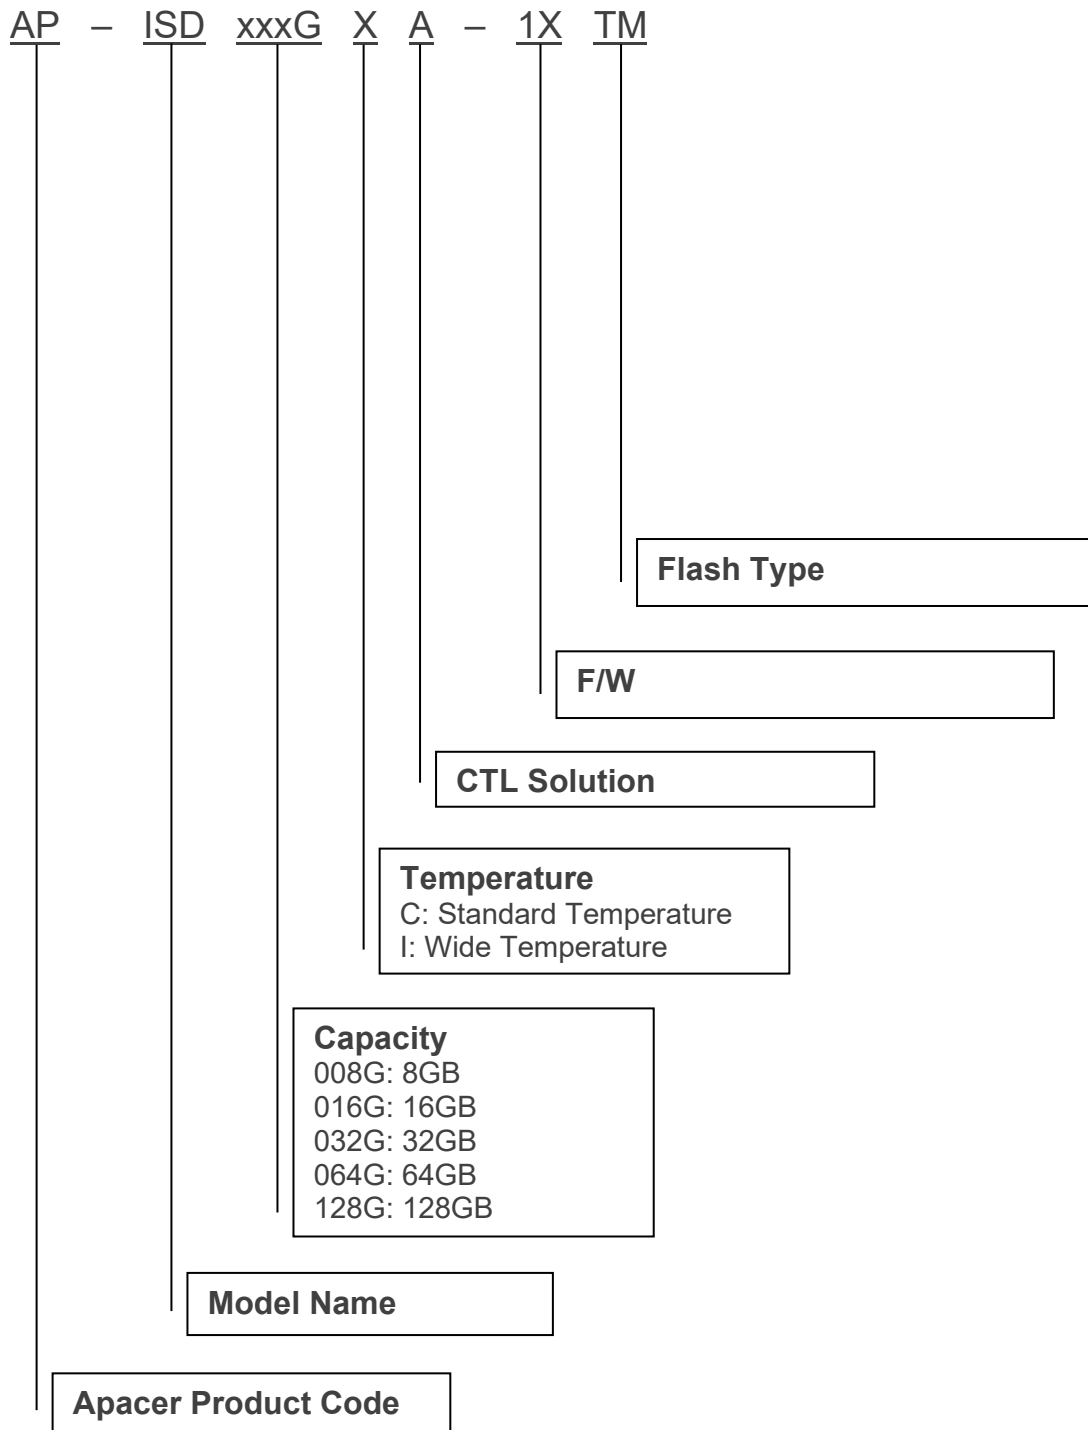 AP – ISD xxxG X A – 1X TM
Flash Type
F/W
CTL Solution
Temperature
C: Standard Temperature
I: Wide Temperature
Capacity
008G: 8GB
016G: 16GB
032G: 32GB
064G: 64GB
128G: 128GB
Model Name
Apacer Product Code